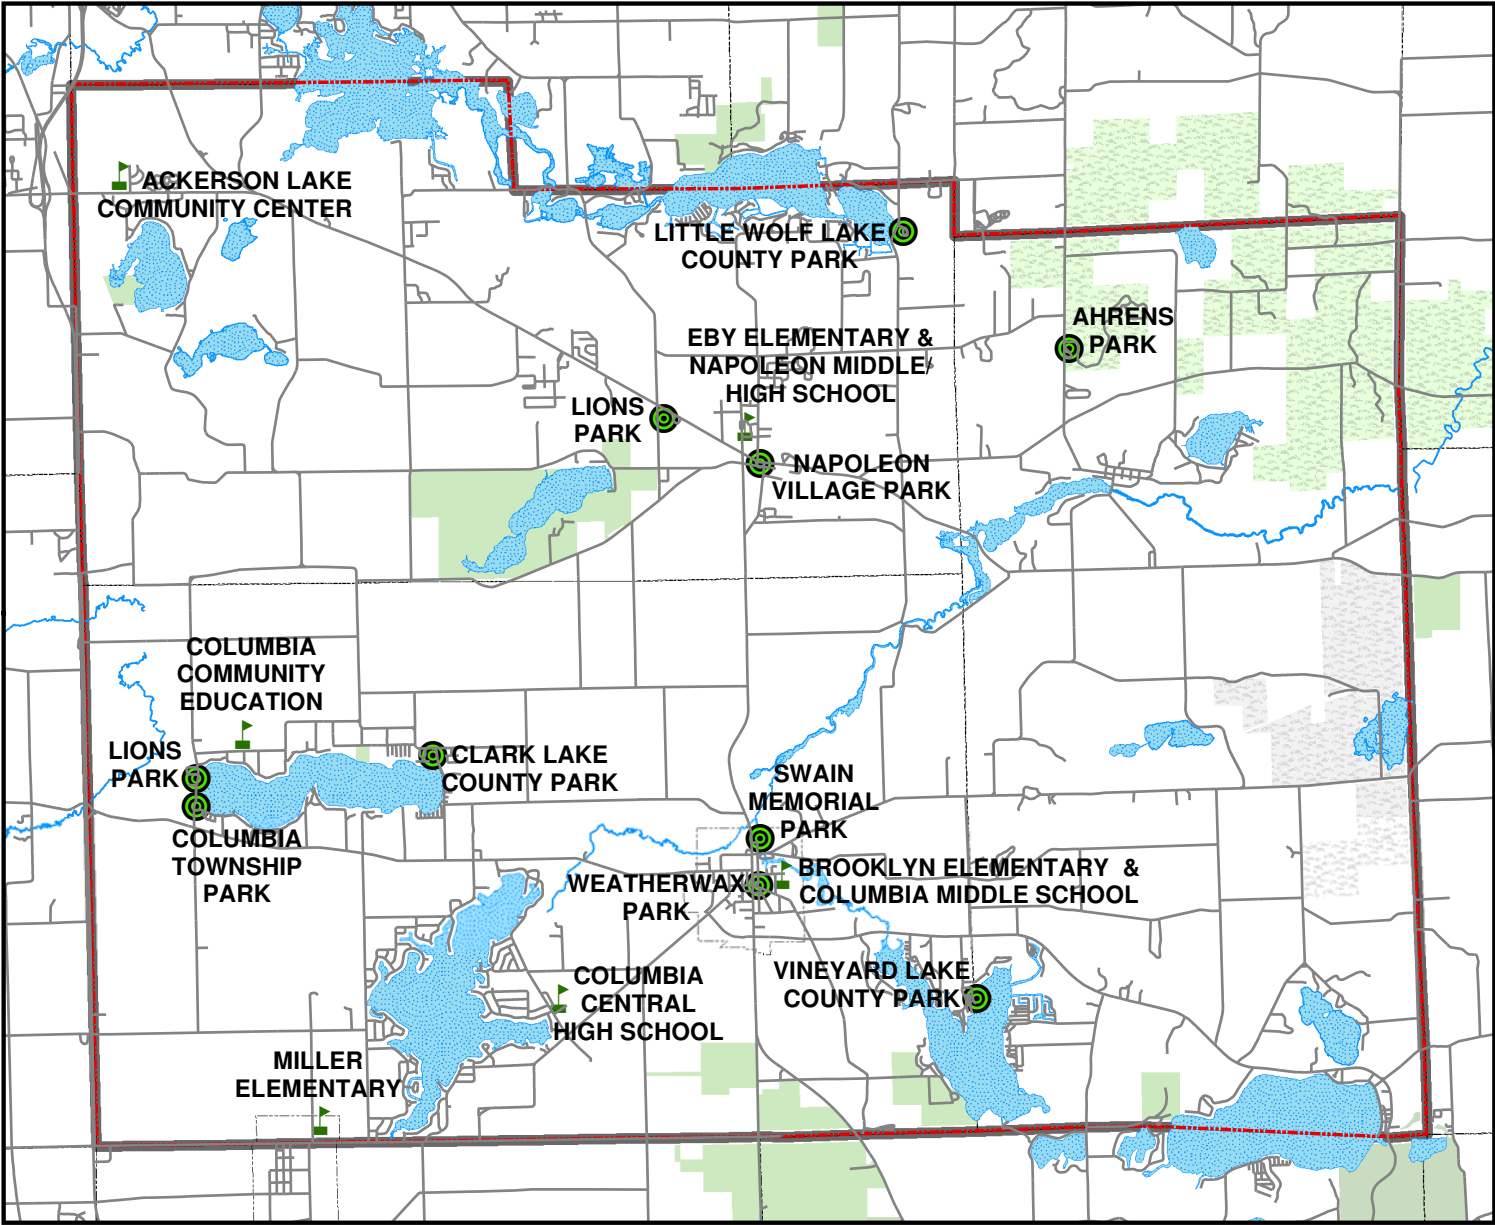 ACKERSON LAKE
COMMUNITY CENTER
LITTLE WOLF LAKE
COUNTY PARK
AHRENS
PARK
EBY ELEMENTARY &
NAPOLEON MIDDLE/
HIGH SCHOOL
LIONS
PARK
NAPOLEON
VILLAGE PARK
COLUMBIA
COMMUNITY
EDUCATION
LIONS
PARK
CLARK LAKE
COUNTY PARK
SWAIN
MEMORIAL
PARK
COLUMBIA
TOWNSHIP
PARK
WEATHERWAX
PARK
BROOKLYN ELEMENTARY &
COLUMBIA MIDDLE SCHOOL
VINEYARD LAKE
COUNTY PARK
COLUMBIA
CENTRAL
HIGH SCHOOL
MILLER
ELEMENTARY